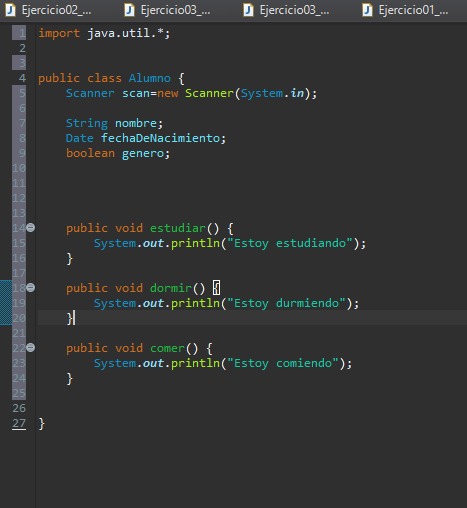 Ejercicio02_... Ejercicio03_... Ejercicio03_... Ejercicio01_...
1 import java.util.*;
2
3
4 public class Alumno {
5 Scanner scan=new Scanner(System.in);
6
7 String nombre;
8 Date fechaDeNacimiento;
9 boolean genero;
10
11
12
13
14 public void estudiar() {
15 System.out.println("Estoy estudiando");
16 }
17
18 public void dormir() {
19 System.out.println("Estoy durmiendo");
20 }
21
22 public void comer() {
23 System.out.println("Estoy comiendo");
24 }
25
26
27 }